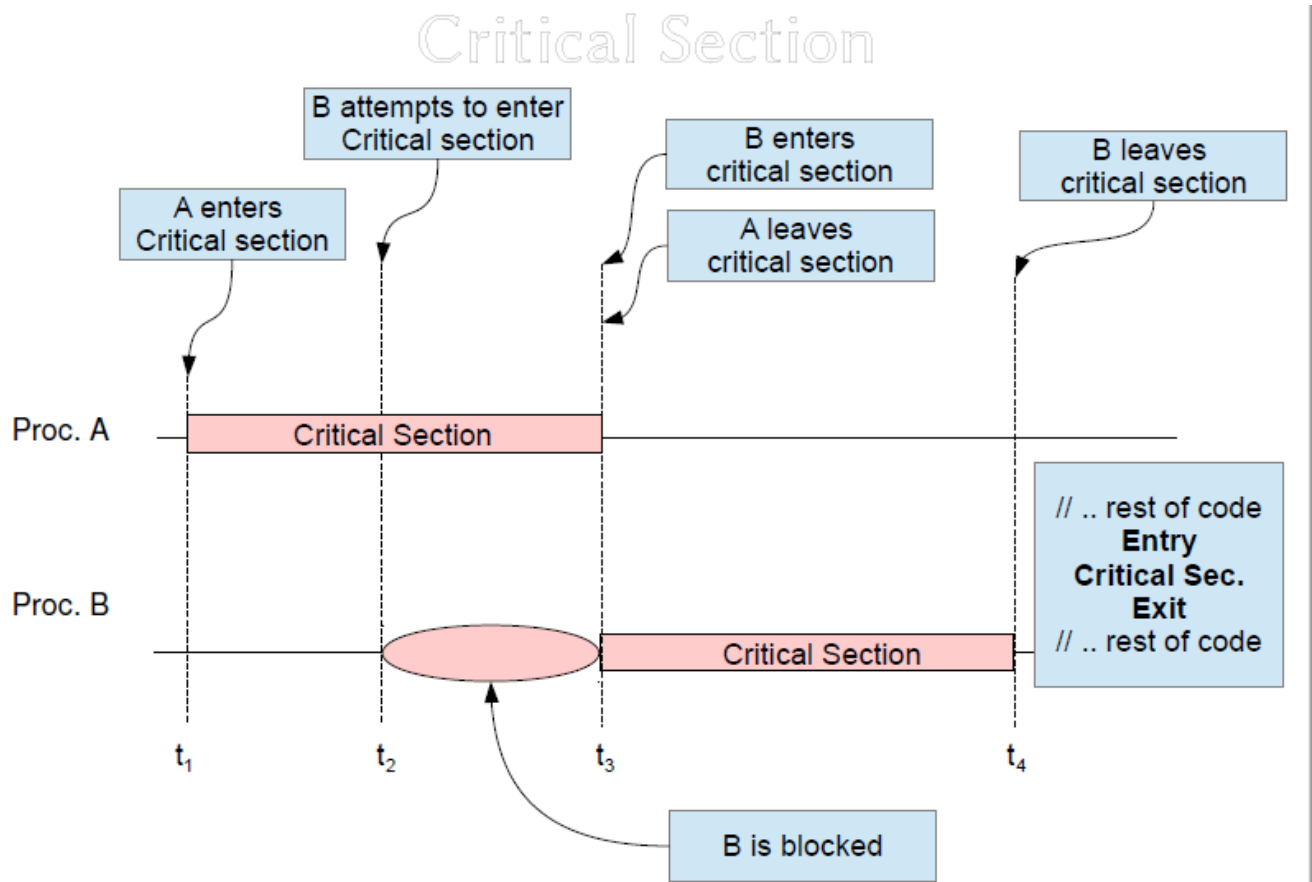 Critical Section
B attempts to enter
Critical section
B enters
critical section
B leaves
critical section
A enters
Critical section
A leaves
critical section
Proc. A
Critical Section
// .. rest of code
Entry
Critical Sec.
Exit
// .. rest of code
Proc. B
Critical Section
t₁
t₂
t₃
t₄
B is blocked